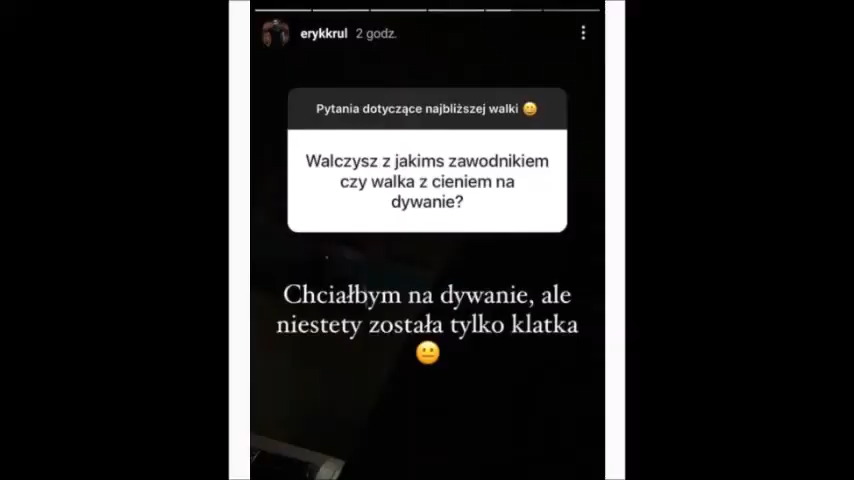 erykkrul 2 godz.
Pytania dotyczące najbliższej walki 😀
Walczysz z jakims zawodnikiem
czy walka z cieniem na
dywanie?
Chciałbym na dywanie, ale
niestety została tylko klatka
😐